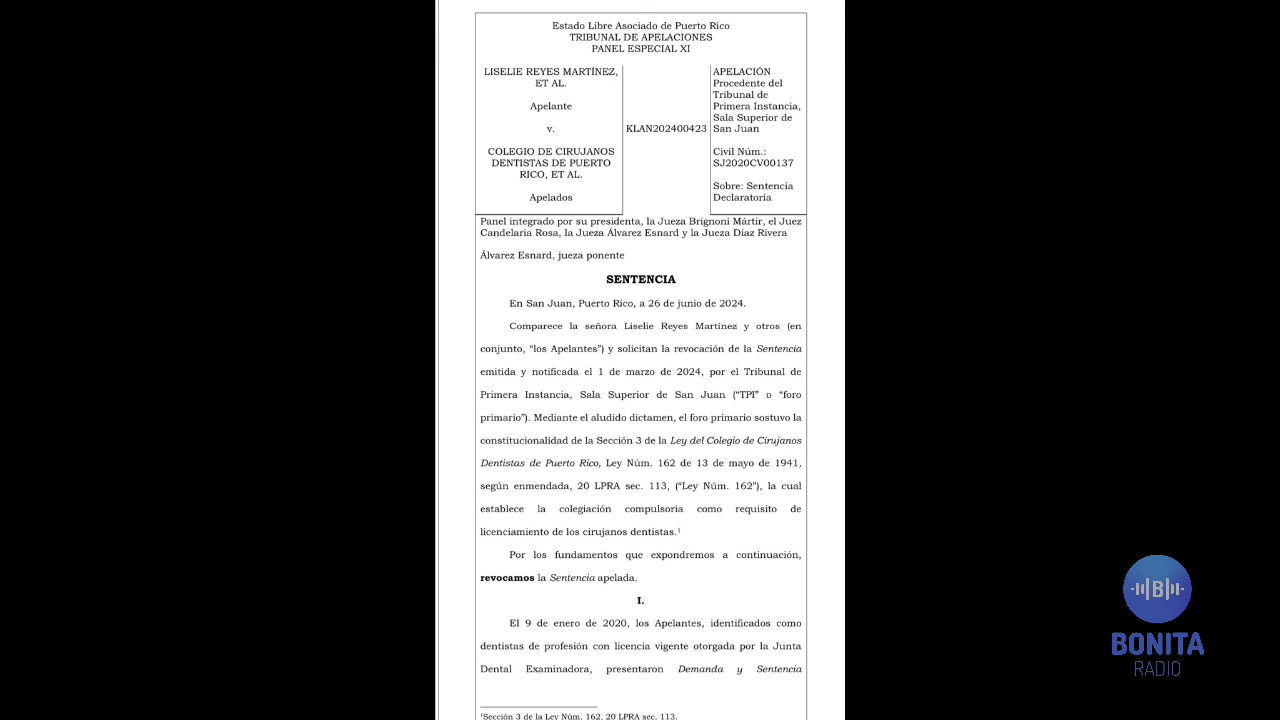 Estado Libre Asociado de Puerto Rico
TRIBUNAL DE APELACIONES
PANEL ESPECIAL XI
LISELIE REYES MARTÍNEZ,
ET AL.
Apelante
v.
COLEGIO DE CIRUJANOS
DENTISTAS DE PUERTO
RICO, ET AL.
Apelados
KLAN202400423
APELACIÓN
Procedente del
Tribunal de
Primera Instancia,
Sala Superior de
San Juan
Civil Núm.:
SJ2020CV00137
Sobre: Sentencia
Declaratoria
Panel integrado por su presidenta, la Jueza Brignoni Mártir, el Juez
Candelaria Rosa, la Jueza Álvarez Esnard y la Jueza Díaz Rivera
Álvarez Esnard, jueza ponente
SENTENCIA
En San Juan, Puerto Rico, a 26 de junio de 2024.
Comparece la señora Liselie Reyes Martínez y otros (en
conjunto, “los Apelantes”) y solicitan la revocación de la Sentencia
emitida y notificada el 1 de marzo de 2024, por el Tribunal de
Primera Instancia, Sala Superior de San Juan (“TPI” o “foro
primario”). Mediante el aludido dictamen, el foro primario sostuvo la
constitucionalidad de la Sección 3 de la Ley del Colegio de Cirujanos
Dentistas de Puerto Rico, Ley Núm. 162 de 13 de mayo de 1941,
según enmendada, 20 LPRA sec. 113, (“Ley Núm. 162”), la cual
establece la colegiación compulsoria como requisito de
licenciamiento de los cirujanos dentistas.¹
Por los fundamentos que expondremos a continuación,
revocamos la Sentencia apelada.
I.
El 9 de enero de 2020, los Apelantes, identificados como
dentistas de profesión con licencia vigente otorgada por la Junta
Dental Examinadora, presentaron Demanda y Sentencia
¹Sección 3 de la Ley Núm. 162, 20 LPRA sec. 113.
B
BONITA
RADIO